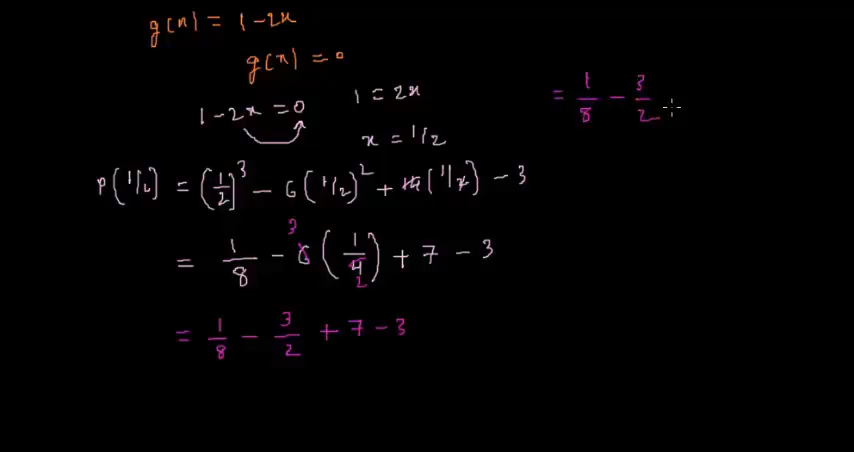 g(x) = 1 - 2x
g(x) = 0
1 - 2x = 0
1 = 2x
x = 1/2
P(1/2) = (1/2)^3 - 6(1/2)^2 + 14(1/2) - 3
= 1/8 - 6(1/4) + 7 - 3
3
2
= 1/8 - 3/2 + 7 - 3
= 1/8 - 3/2